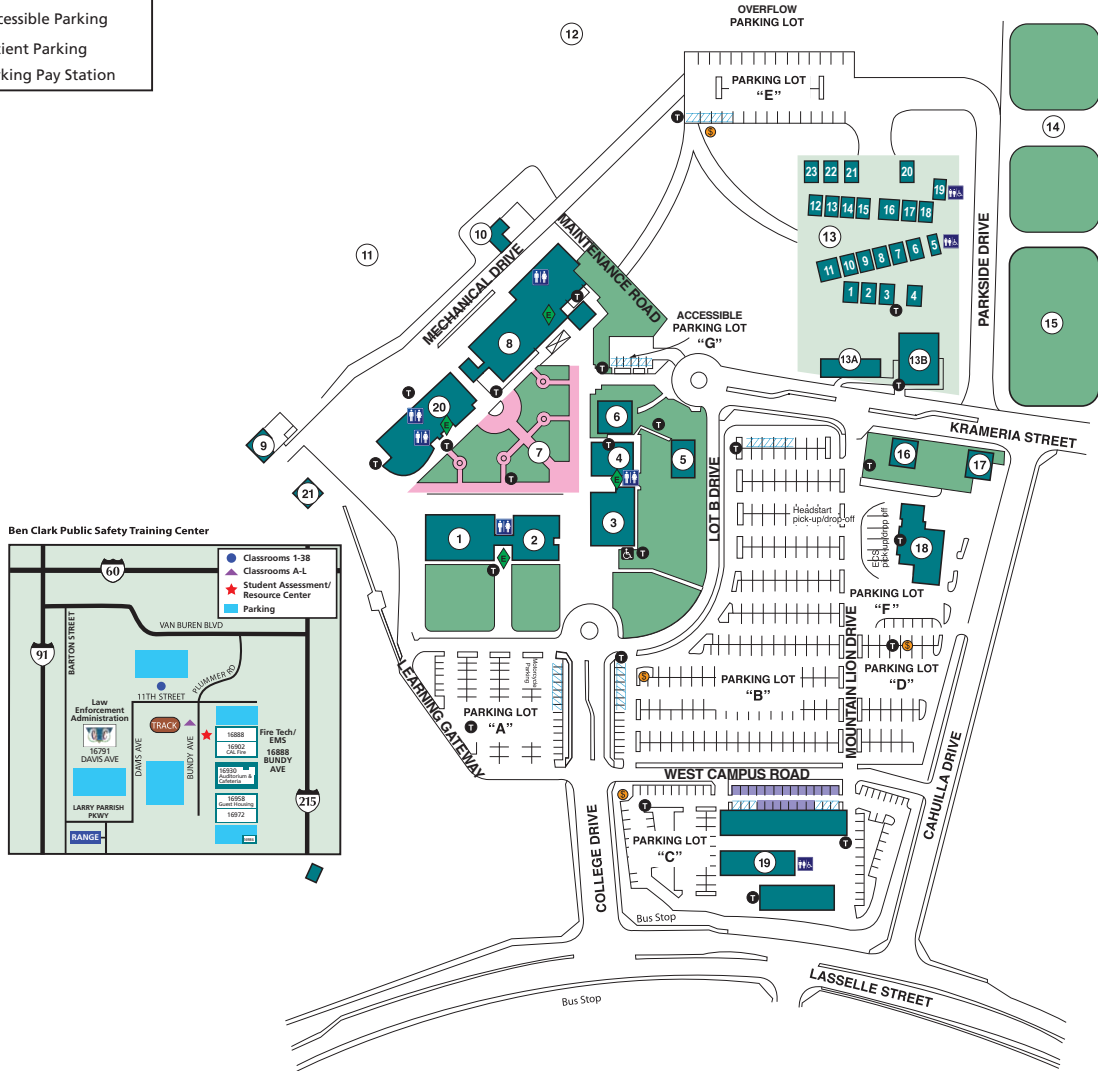 cessible Parking
ient Parking
rking Pay Station
OVERFLOW
PARKING LOT
12
PARKING LOT
“E”
T
S
14
23 22 21 20
19
12 13 14 15 16 17 18
13
11 10 9 8 7 6 5
1 2 3 4
T
PARKSIDE DRIVE
15
11
10
MECHANICAL DRIVE
MAINTENANCE ROAD
T
E
8
ACCESSIBLE
PARKING LOT
“G”
T
13A
13B
T
T
T
20
E
T
T
7
T
6
T
T
4
E
5
3
T
9
21
1
2
E
T
LOT B DRIVE
KRAMERIA STREET
T
16
17
T
Headstart
pick-up/drop-off
ECS
pick-up/drop off
T
18
PARKING LOT
“F”
T
S
PARKING LOT
“D”
MOUNTAIN LION DRIVE
T
S
PARKING LOT
“B”
Motorcycle
Parking
PARKING LOT
“A”
T
LEARNING GATEWAY
WEST CAMPUS ROAD
S
T
PARKING LOT
“C”
T
19
T
COLLEGE DRIVE
CAHUILLA DRIVE
Bus Stop
Bus Stop
LASSELLE STREET
Ben Clark Public Safety Training Center
60
Classrooms 1-38
Classrooms A-L
Student Assessment/
Resource Center
Parking
BARTON STREET
VAN BUREN BLVD
91
PLUMMER RD
11TH STREET
Law
Enforcement
Administration
16791
DAVIS AVE
TRACK
DAVIS AVE
BUNDY AVE
16888
16902
CAL Fire
16930
Auditorium &
Cafeteria
16958
Guest Housing
16972
Fire Tech/
EMS
16888
BUNDY
AVE
215
LARRY PARRISH
PKWY
RANGE